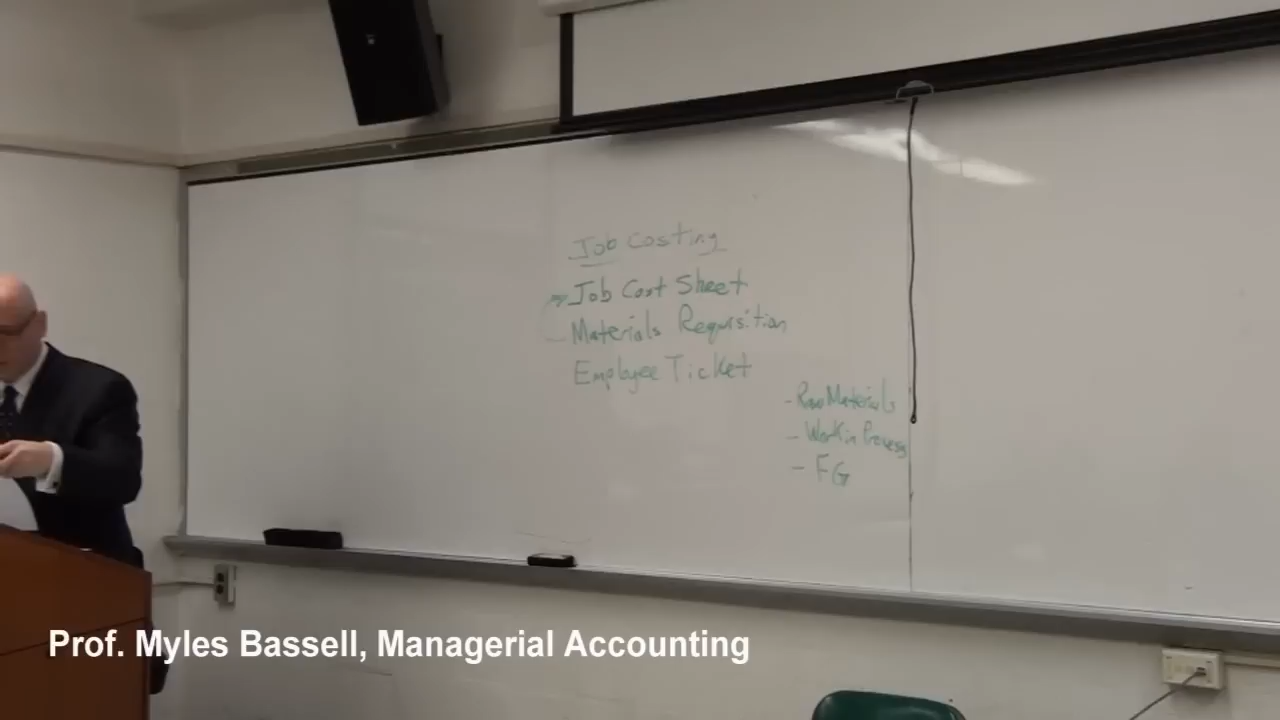 Job Costing
Job Cost Sheet
- Materials Requisition
Employee Ticket
- Raw Materials
- Work in Process
- FG
Prof. Myles Bassell, Managerial Accounting